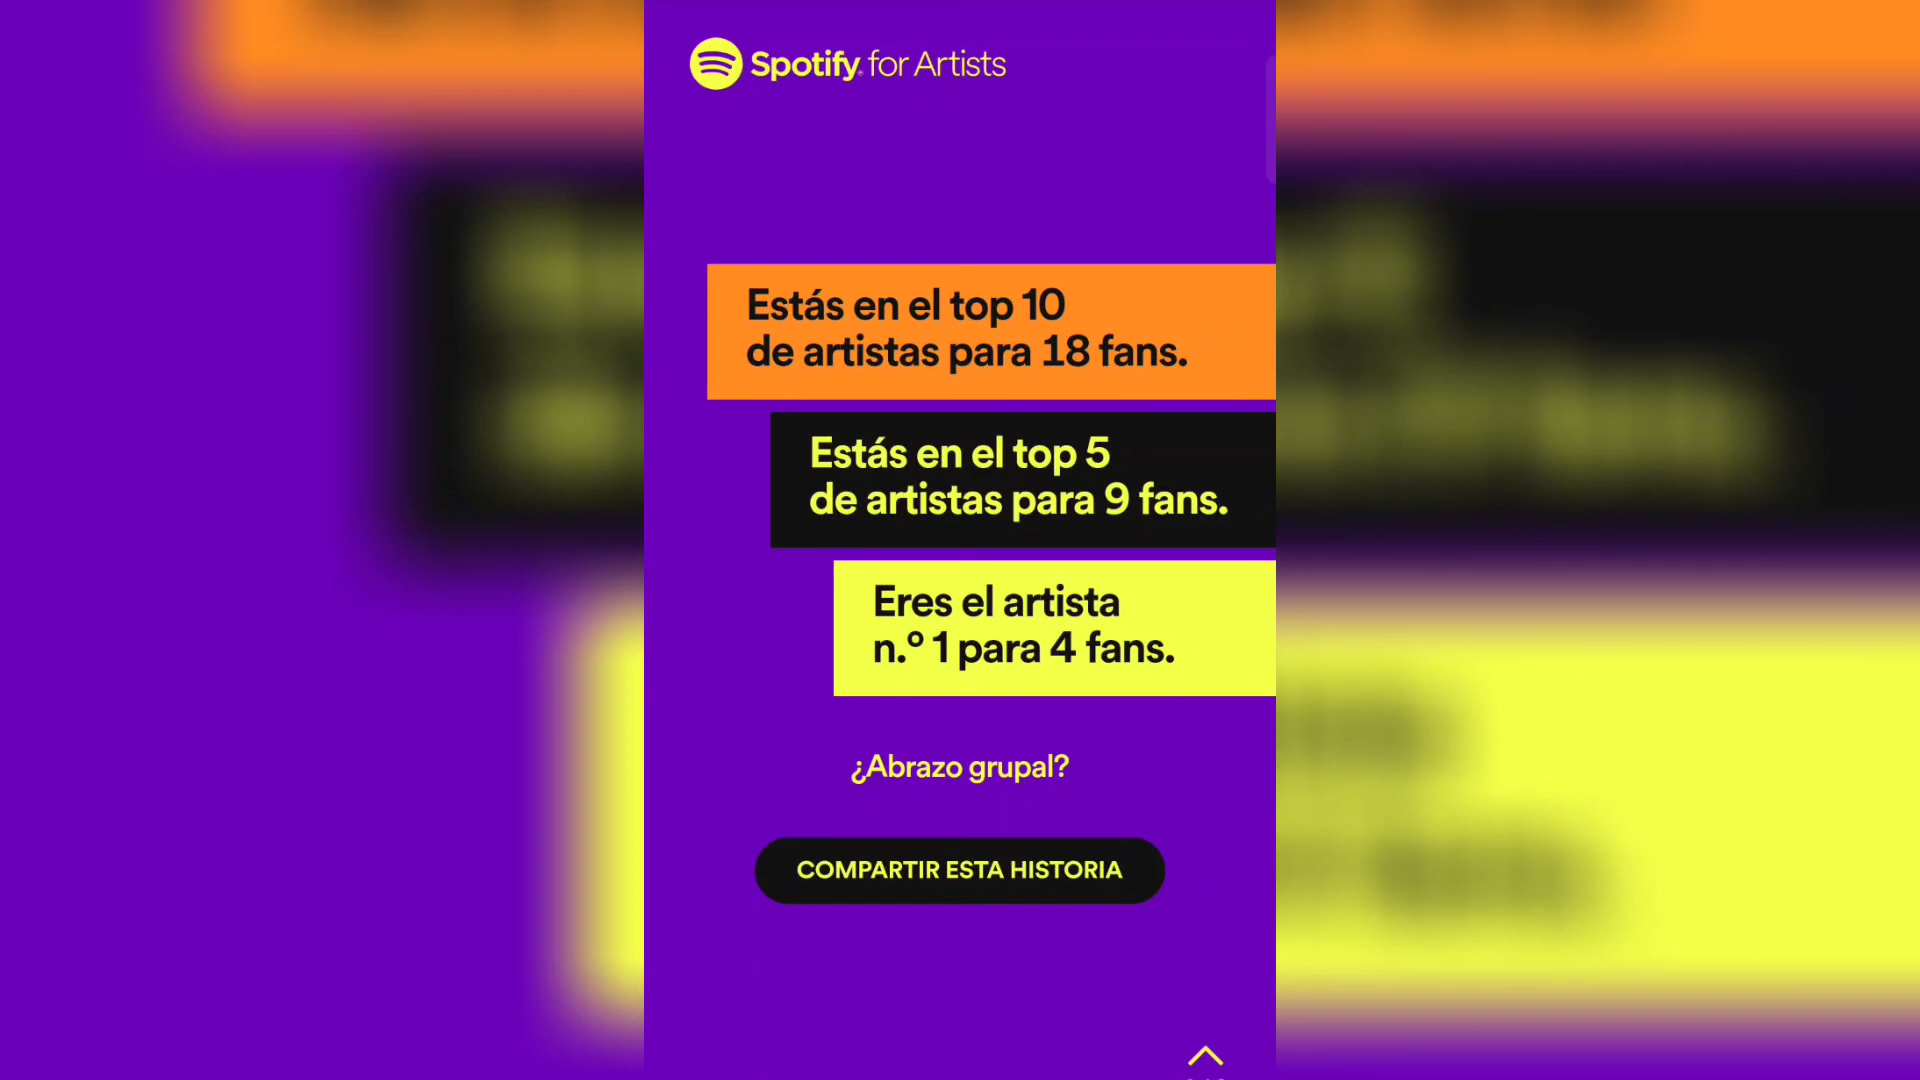 Spotify for Artists
Estás en el top 10
de artistas para 18 fans.
Estás en el top 5
de artistas para 9 fans.
Eres el artista
n.º 1 para 4 fans.
¿Abrazo grupal?
COMPARTIR ESTA HISTORIA